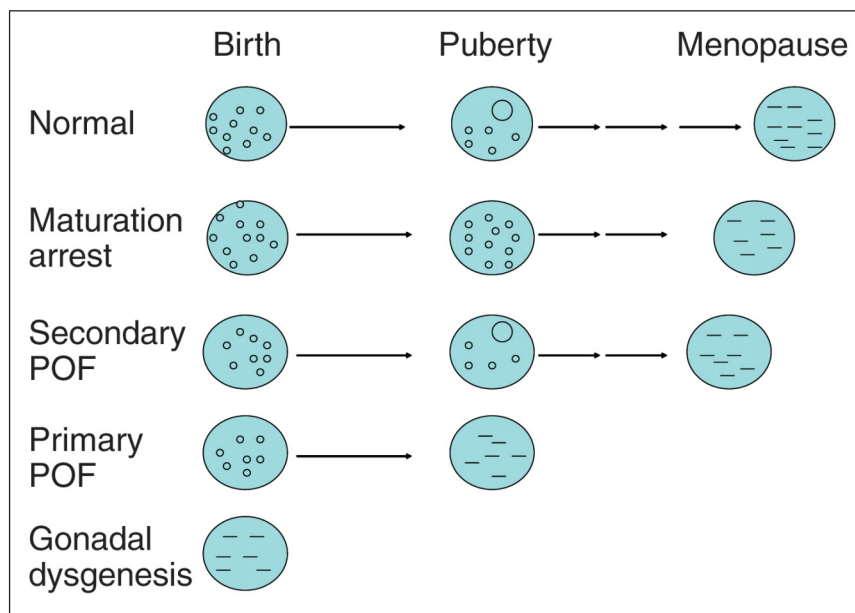 Birth Puberty Menopause
Normal
Maturation
arrest
Secondary
POF
Primary
POF
Gonadal
dysgenesis